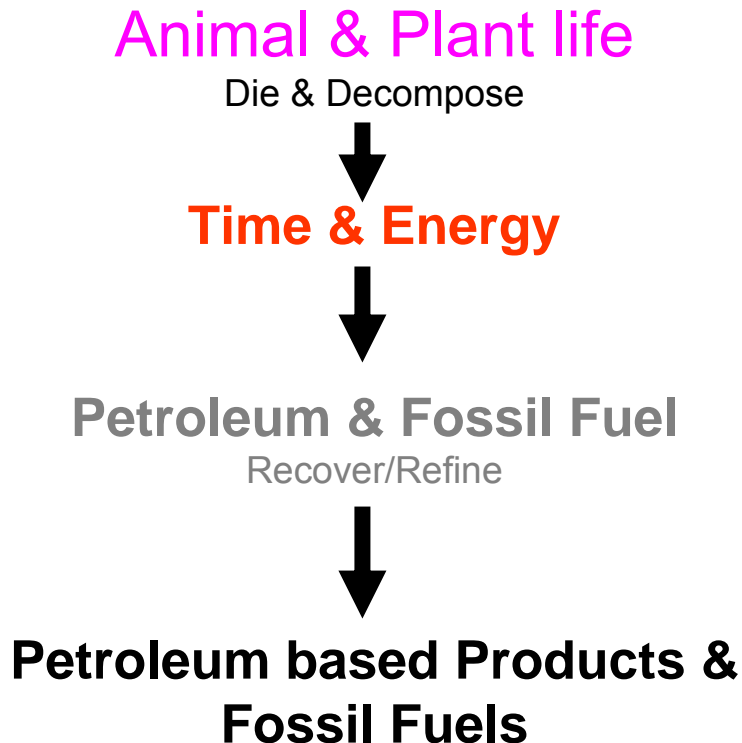 Animal & Plant life
Die & Decompose
Time & Energy
Petroleum & Fossil Fuel
Recover/Refine
Petroleum based Products &
Fossil Fuels